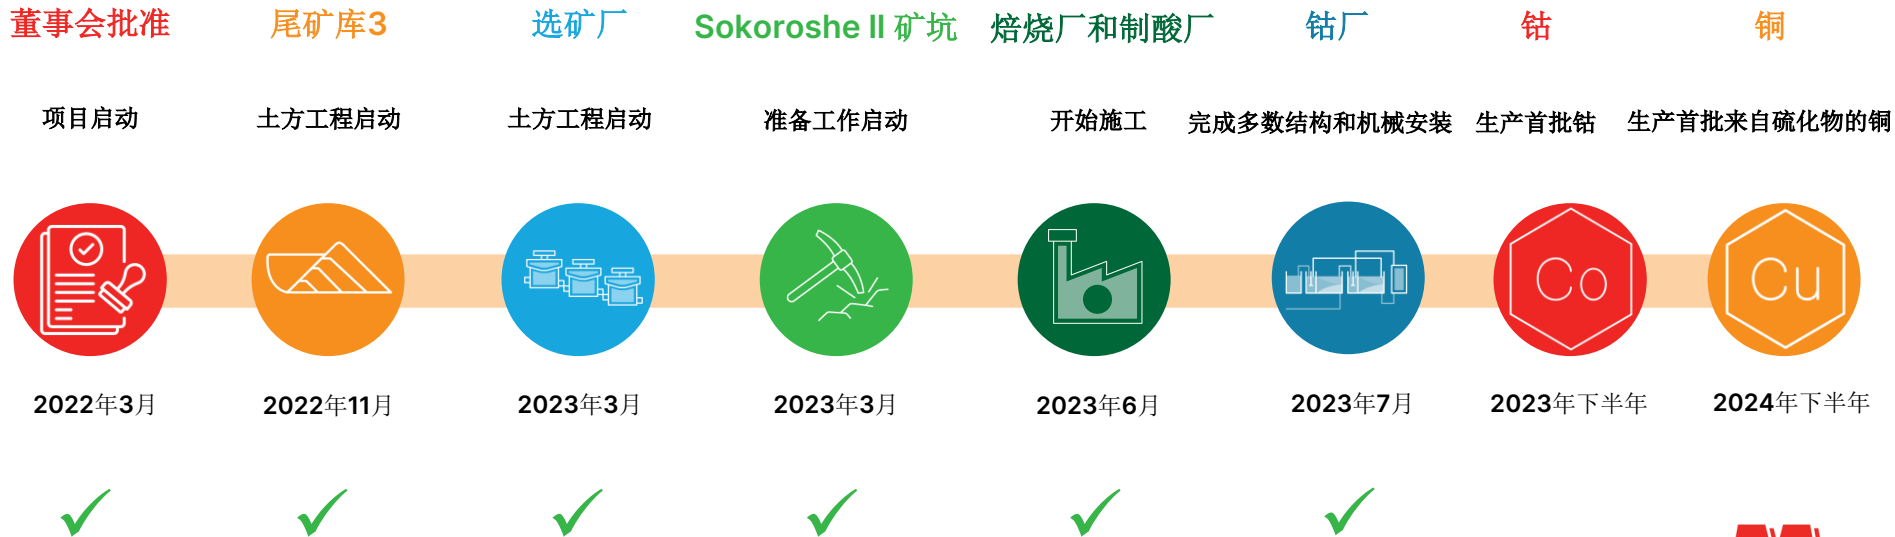 董事会批准
尾矿库3
选矿厂
Sokoroshe II 矿坑
焙烧厂和制酸厂
钴厂
钴
铜
项目启动
土方工程启动
土方工程启动
准备工作启动
开始施工
完成多数结构和机械安装
生产首批钴
生产首批来自硫化物的铜
Co
Cu
2022年3月
2022年11月
2023年3月
2023年3月
2023年6月
2023年7月
2023年下半年
2024年下半年